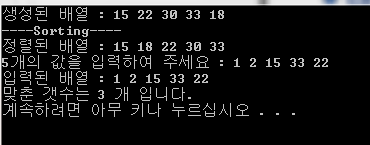 생성된 배열 : 15 22 30 33 18
----Sorting----
정렬된 배열 : 15 18 22 30 33
5개의 값을 입력하여 주세요 : 1 2 15 33 22
입력된 배열 : 1 2 15 33 22
맞춘 갯수는 3 개 입니다.
계속하려면 아무 키나 누르십시오 . . .